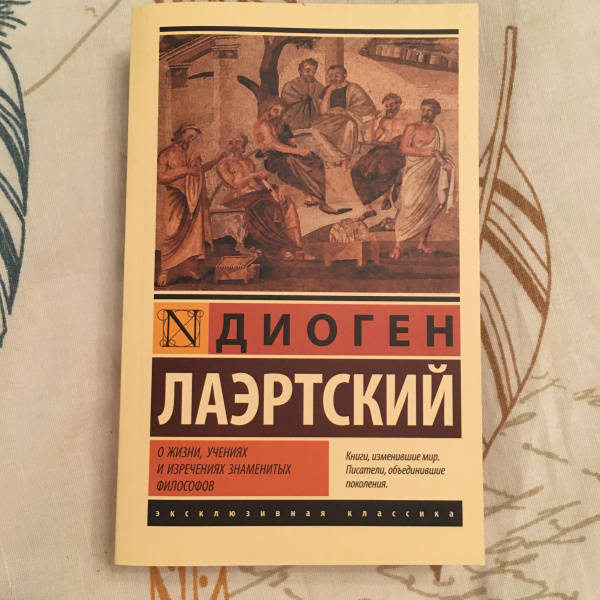 N ДИОГЕН
ЛАЭРТСКИЙ
О ЖИЗНИ, УЧЕНИЯХ
И ИЗРЕЧЕНИЯХ ЗНАМЕНИТЫХ
ФИЛОСОФОВ
Книги, изменившие мир.
Писатели, объединившие
поколения.
эксклюзивная классика